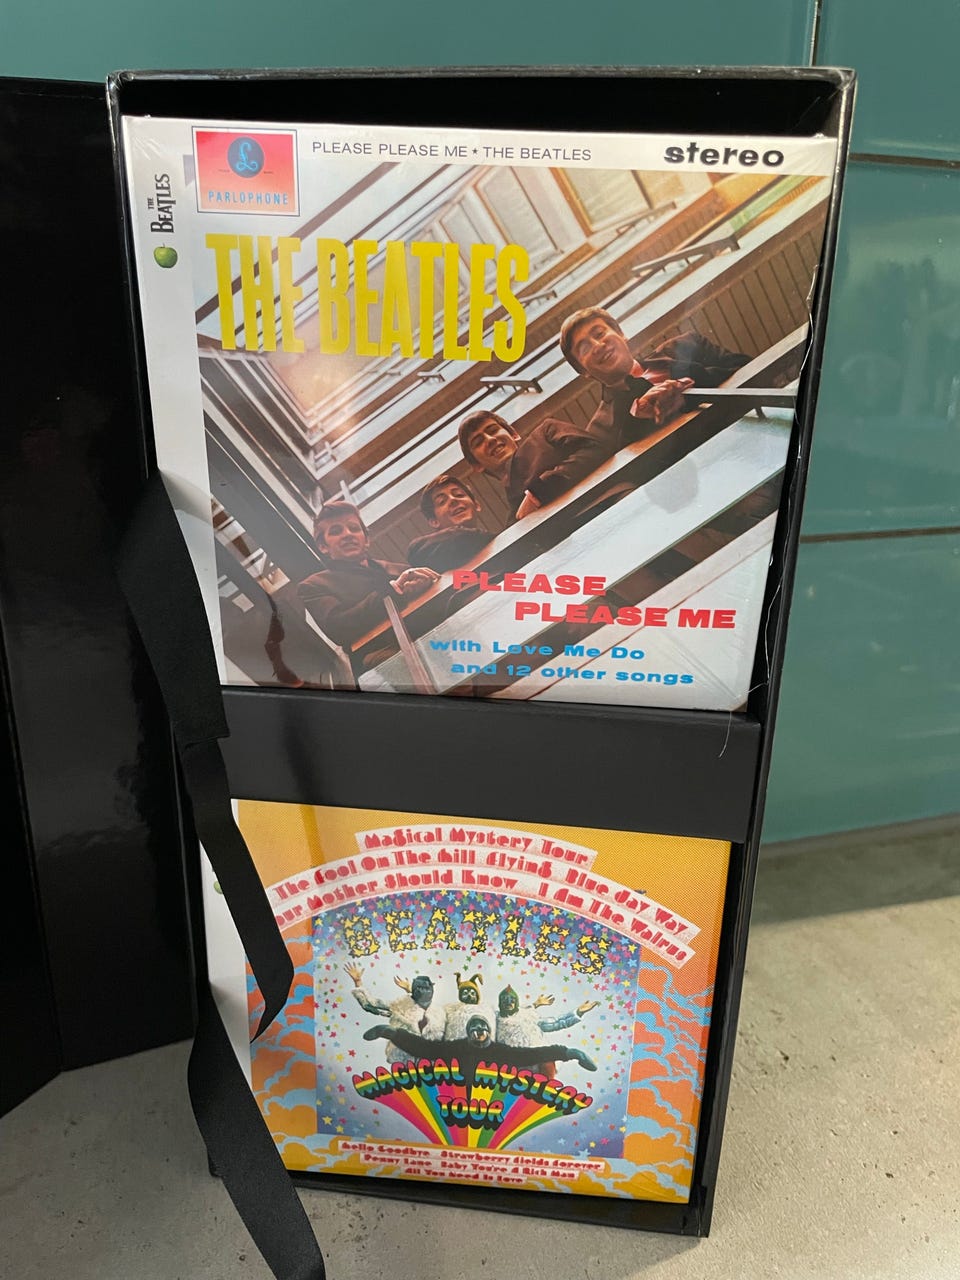 PLEASE PLEASE ME ★ THE BEATLES
stereo
£
PARLOPHONE
THE
BEATLES
THE BEATLES
PLEASE
PLEASE ME
with Love Me Do
and 12 other songs
Magical Mystery Tour
The Fool On The Hill Flying Blue Jay Way
our Mother Should Know I Am The Walrus
BEATLES
MAGICAL MYSTERY
TOUR
Hello Goodbye Strawberry Fields Forever
Penny Lane Baby You're A Rich Man
All You Need Is Love